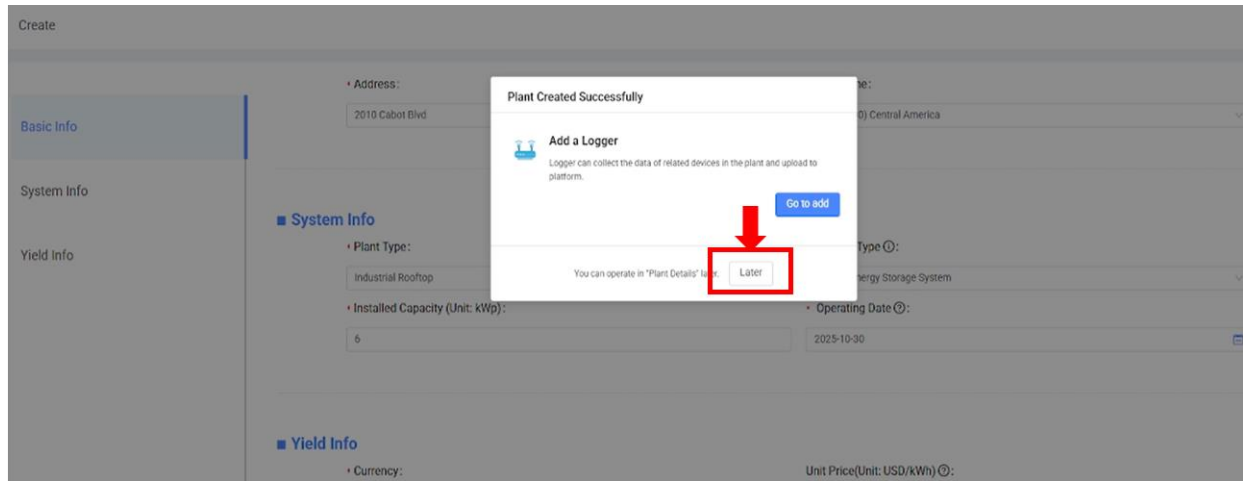 Create
Address:
ne:
2010 Cabot Blvd
0) Central America
Basic Info
System Info
Yield Info
Plant Created Successfully
Add a Logger
Logger can collect the data of related devices in the plant and upload to
platform.
Go to add
You can operate in "Plant Details" later.
Later
System Info
Plant Type:
Type
Industrial Rooftop
nergy Storage System
Installed Capacity (Unit: kWp):
Operating Date
6
2025-10-30
Yield Info
Currency:
Unit Price(Unit: USD/kWh)